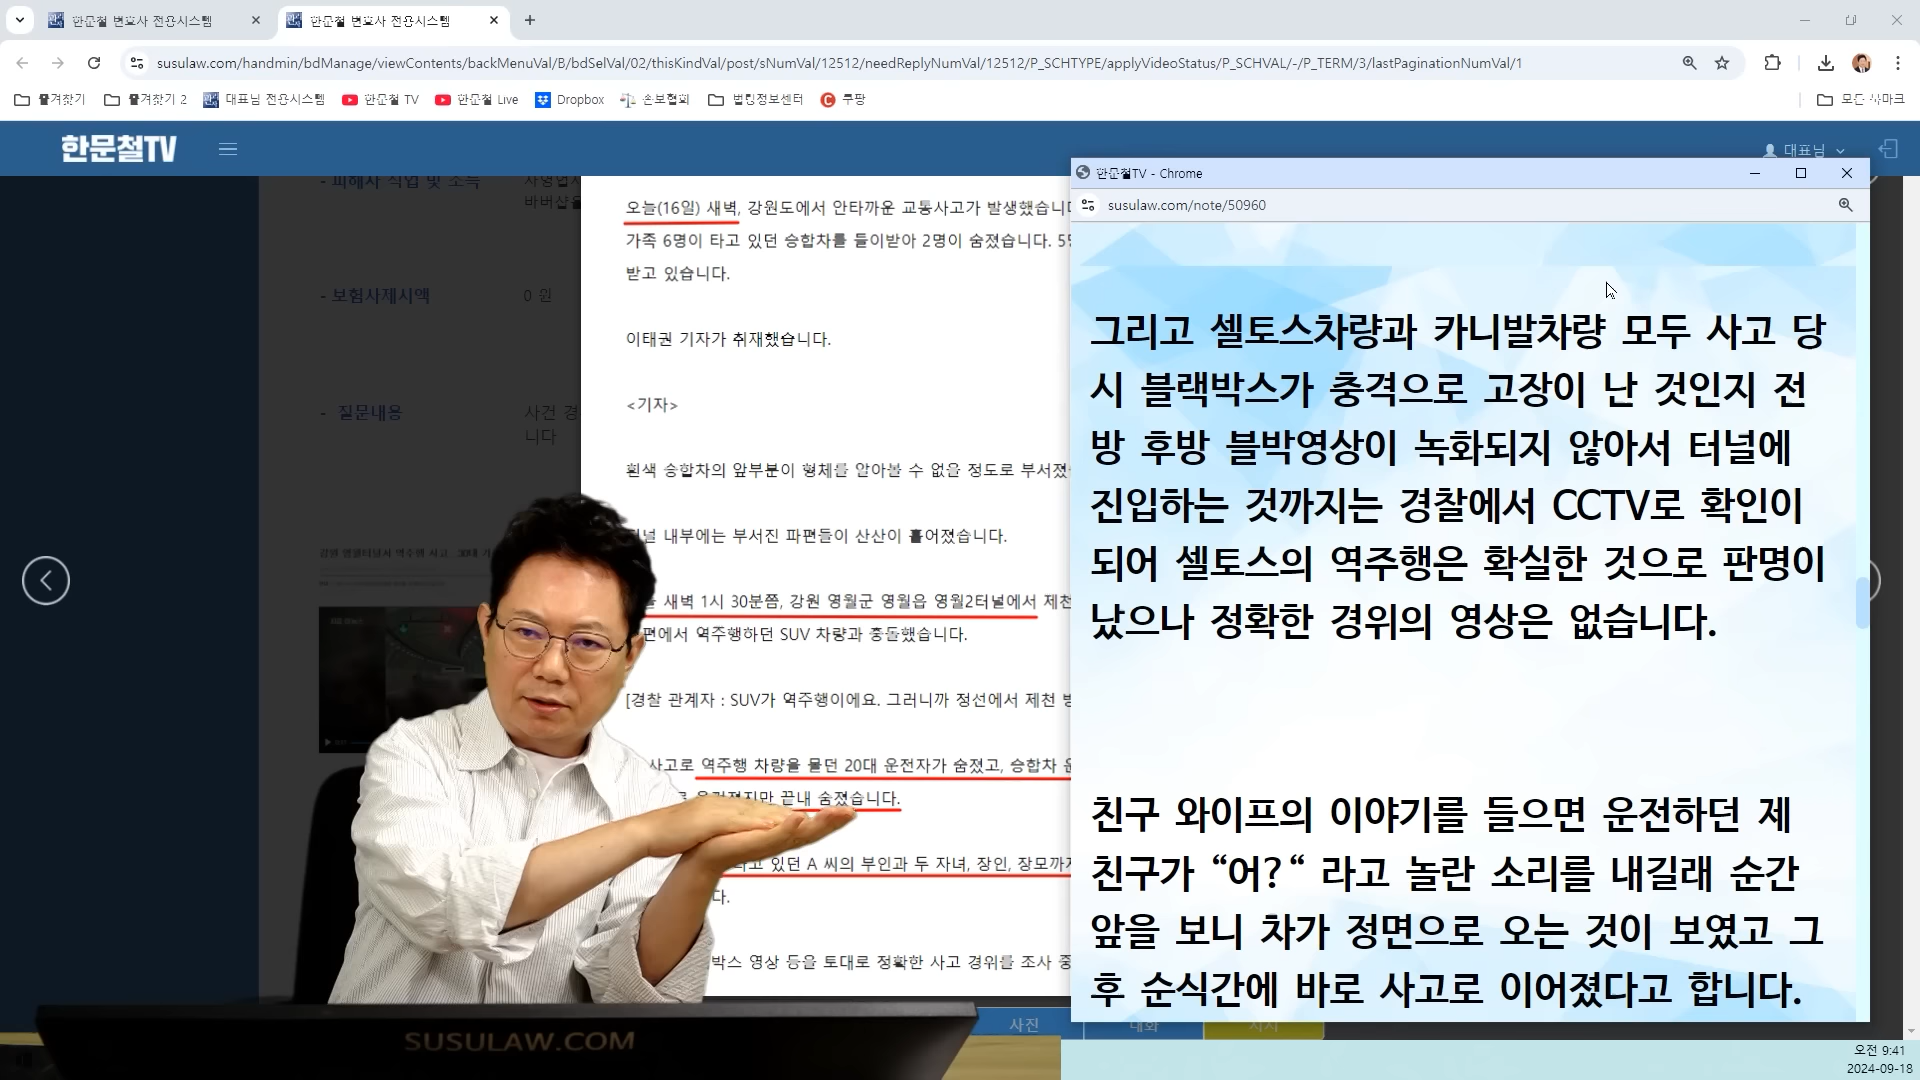 한문철 변호사 전용시스템
한문철 변호사 전용시스템
susulaw.com/handmin/bdManage/viewContents/backMenuVal/B/bdSelVal/02/thisKindVal/post/sNumVal/12512/needReplyNumVal/12512/P_SCHTYPE/applyVideoStatus/P_SCHVAL/-/P_TERM/3/lastPaginationNumVal/1
즐겨찾기
즐겨찾기 2
대표님 전용시스템
한문철 TV
한문철 Live
Dropbox
손보협회
법링정보센터
쿠팡
모든 북마크
한문철TV
대표님
- 피해자 직업 및 소득
- 보험사제시액
0 원
- 질문내용
사건 경
니다
오늘(16일) 새벽, 강원도에서 안타까운 교통사고가 발생했습니다
가족 6명이 타고 있던 승합차를 들이받아 2명이 숨졌습니다. 5명
받고 있습니다.
이태권 기자가 취재했습니다.
<기자>
흰색 승합차의 앞부분이 형체를 알아볼 수 없을 정도로 부서졌
널 내부에는 부서진 파편들이 산산이 흩어졌습니다.
새벽 1시 30분쯤, 강원 영월군 영월읍 영월2터널에서 제천
편에서 역주행하던 SUV 차량과 충돌했습니다.
[경찰 관계자 : SUV가 역주행이에요. 그러니까 정선에서 제천 방
사고로 역주행 차량을 몰던 20대 운전자가 숨졌고, 승합차 운
끝내 숨졌습니다.
타고 있던 A 씨의 부인과 두 자녀, 장인, 장모까지
다.
박스 영상 등을 토대로 정확한 사고 경위를 조사 중
한문철TV - Chrome
susulaw.com/note/50960
그리고 셀토스차량과 카니발차량 모두 사고 당
시 블랙박스가 충격으로 고장이 난 것인지 전
방 후방 블박영상이 녹화되지 않아서 터널에
진입하는 것까지는 경찰에서 CCTV로 확인이
되어 셀토스의 역주행은 확실한 것으로 판명이
났으나 정확한 경위의 영상은 없습니다.
친구 와이프의 이야기를 들으면 운전하던 제
친구가 “어?“ 라고 놀란 소리를 내길래 순간
앞을 보니 차가 정면으로 오는 것이 보였고 그
후 순식간에 바로 사고로 이어졌다고 합니다.
사진
대화
지시
SUSULAW.COM
오전 9:41
2024-09-18